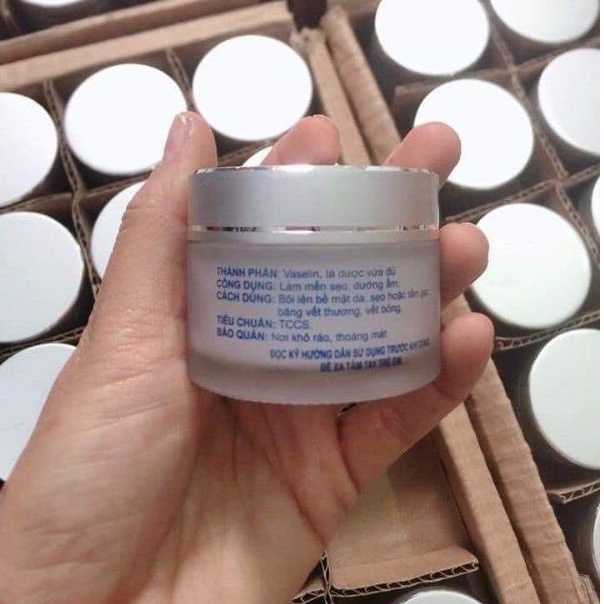 THÀNH PHẦN: Vaselin, tá dược vừa đủ
CÔNG DỤNG: Làm mền sẹo, dưỡng ẩm.
CÁCH DÙNG: Bôi lên bề mặt da, sẹo hoặc tẩm gạc
băng vết thương, vết bỏng.
TIÊU CHUẨN: TCCS.
BẢO QUẢN: Nơi khô ráo, thoáng mát
ĐỌC KỸ HƯỚNG DẪN SỬ DỤNG TRƯỚC KHI DÙNG
ĐỂ XA TẦM TAY TRẺ EM